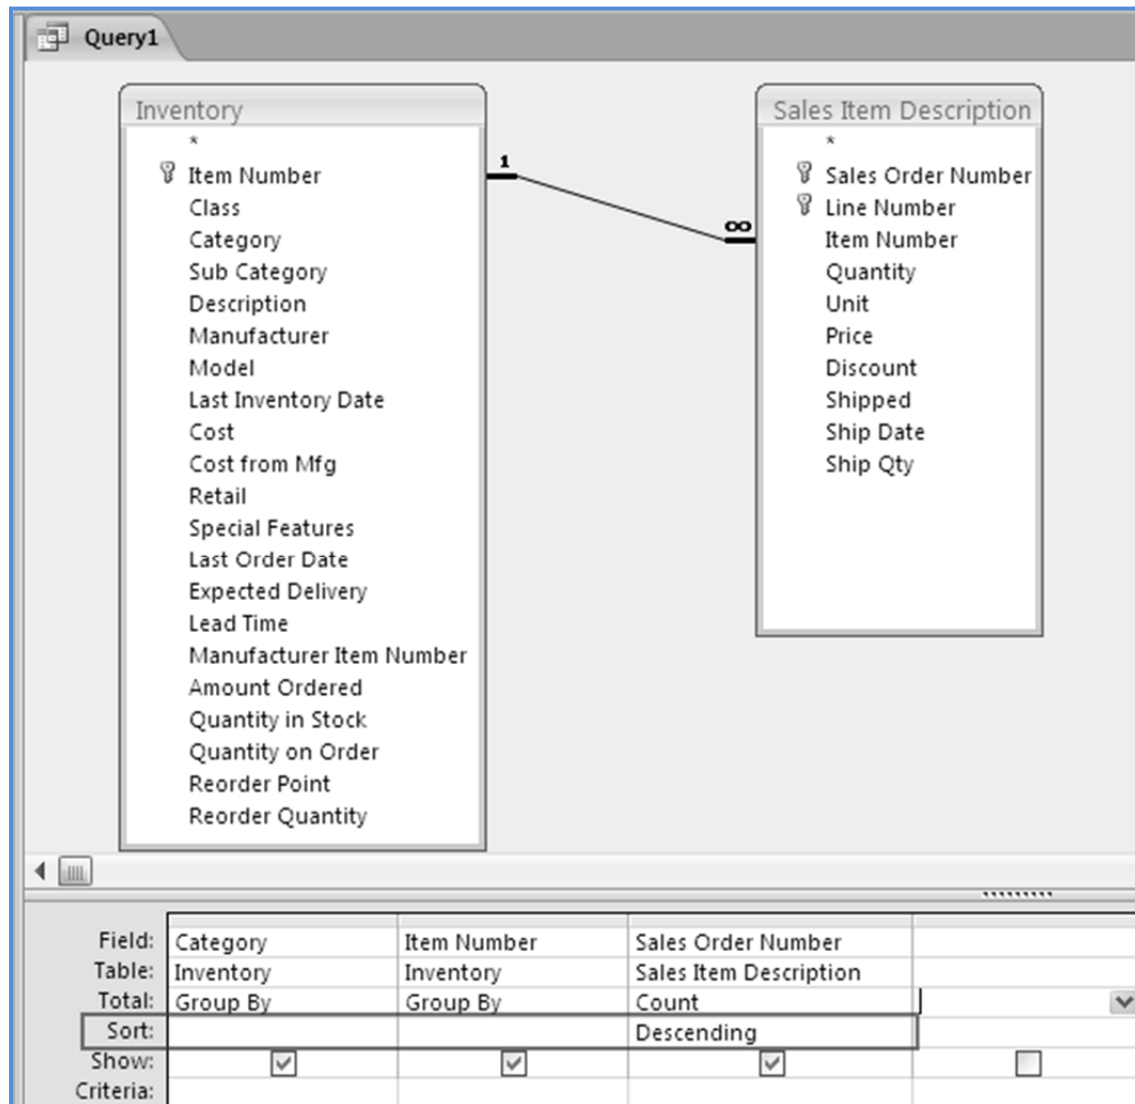 Query1
Inventory
*
Item Number
Class
Category
Sub Category
Description
Manufacturer
Model
Last Inventory Date
Cost
Cost from Mfg
Retail
Special Features
Last Order Date
Expected Delivery
Lead Time
Manufacturer Item Number
Amount Ordered
Quantity in Stock
Quantity on Order
Reorder Point
Reorder Quantity
1
∞
Sales Item Description
*
Sales Order Number
Line Number
Item Number
Quantity
Unit
Price
Discount
Shipped
Ship Date
Ship Qty
Field: Category Item Number Sales Order Number
Table: Inventory Inventory Sales Item Description
Total: Group By Group By Count
Sort: Descending
Show:
Criteria: